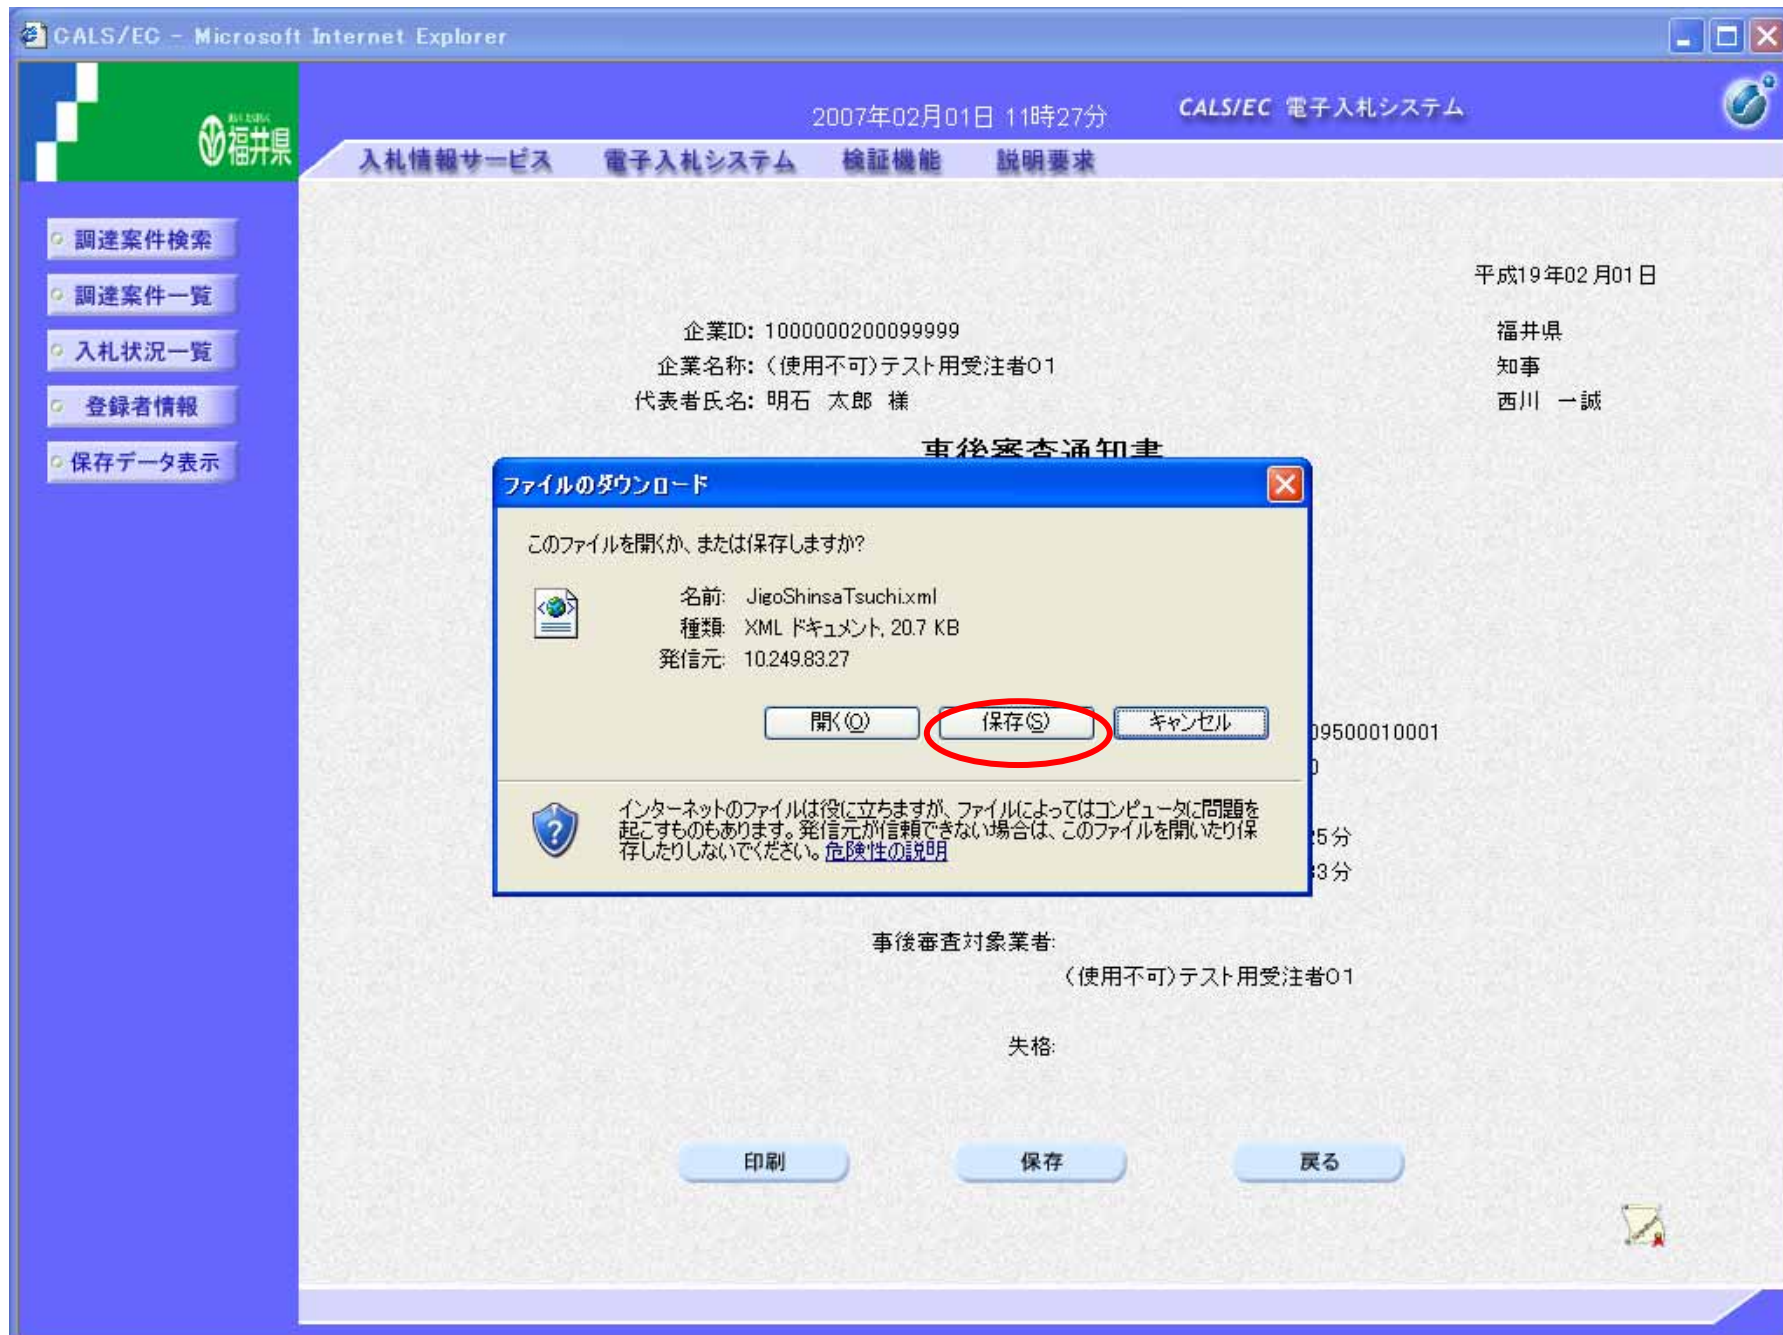 CALS/EC - Microsoft Internet Explorer
福井県
2007年02月01日 11時27分
CALS/EC 電子入札システム
入札情報サービス 電子入札システム 検証機能 説明要求
調達案件検索
調達案件一覧
入札状況一覧
登録者情報
保存データ表示
平成19年02月01日
企業ID: 1000000200099999
福井県
企業名称:(使用不可)テスト用受注者01
知事
代表者氏名:明石 太郎 様
西川 一誠
事後審査通知書
ファイルのダウンロード
このファイルを開くか、または保存しますか?
名前: JigoShinsaTsuchi.xml
種類: XML ドキュメント, 20.7 KB
発信元: 10.249.83.27
開く(O) 保存(S) キャンセル
09500010001
インターネットのファイルは役に立ちますが、ファイルによってはコンピュータに問題を
起こすものもあります。発信元が信頼できない場合は、このファイルを開いたり保
存したりしないでください。危険性の説明
5分
33分
事後審査対象業者:
(使用不可)テスト用受注者01
失格:
印刷 保存 戻る